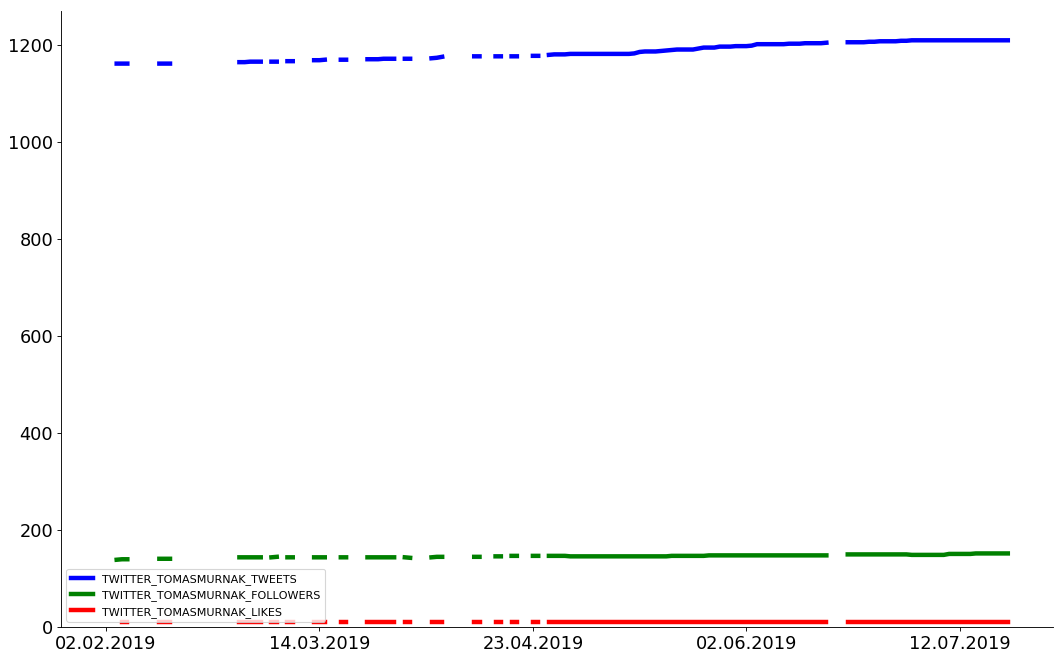 1200
1000
800
600
400
200
0
TWITTER_TOMASMURNAK_TWEETS
TWITTER_TOMASMURNAK_FOLLOWERS
TWITTER_TOMASMURNAK_LIKES
02.02.2019 14.03.2019 23.04.2019 02.06.2019 12.07.2019